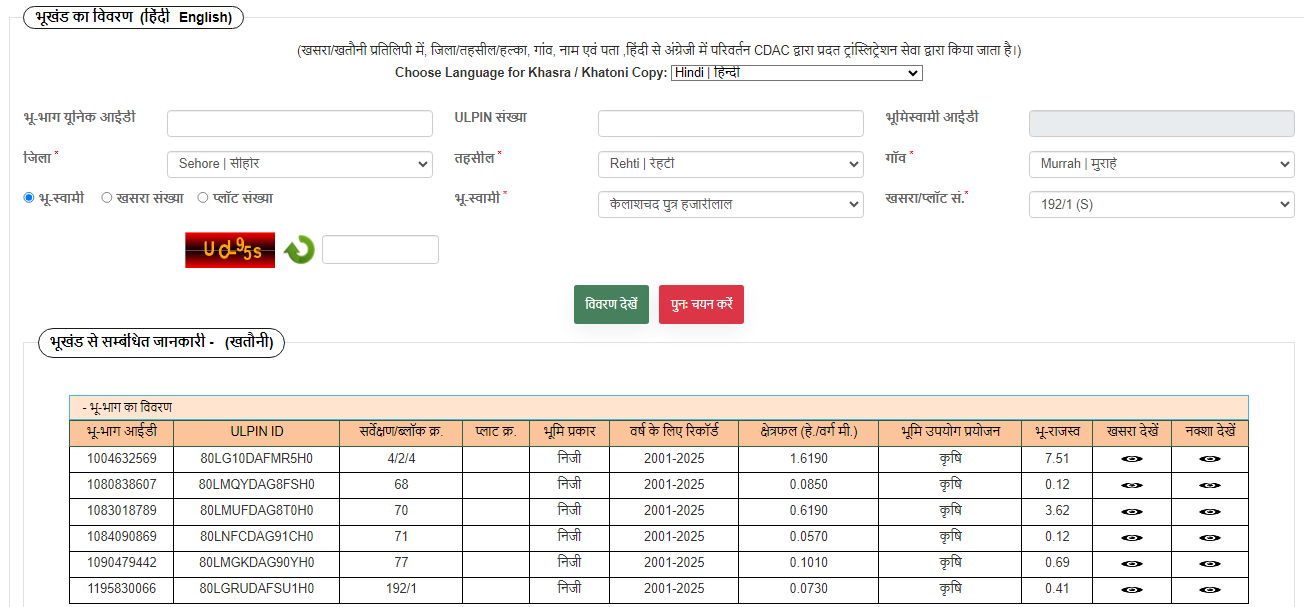 भूखंड का विवरण (हिंदी English)
(खसरा/खतौनी प्रतिलिपी में, जिला/तहसील/हल्का, गांव, नाम एवं पता ,हिंदी से अंग्रेजी में परिवर्तन CDAC द्वारा प्रदत ट्रांस्लिट्रेशन सेवा द्वारा किया जाता है।)
Choose Language for Khasra / Khatoni Copy: Hindi | हिन्दी
भू-भाग यूनिक आईडी ULPIN संख्या भूमिस्वामी आईडी
जिला * Sehore | सीहोर तहसील * Rehti | रेहटी गाँव * Murrah | मुराह
भू-स्वामी खसरा संख्या प्लॉट संख्या भू-स्वामी * कैलाशचद पुत्र हजारीलाल खसरा/प्लॉट सं.* 192/1 (S)
विवरण देखें पुनः चयन करें
भूखंड से सम्बंधित जानकारी - (खतौनी)
- भू-भाग का विवरण
भू-भाग आईडी ULPIN ID सर्वेक्षण/ब्लॉक क्र. प्लाट क्र. भूमि प्रकार वर्ष के लिए रिकॉर्ड क्षेत्रफल (हे./वर्ग मी.) भूमि उपयोग प्रयोजन भू-राजस्व खसरा देखें नक्शा देखें
1004632569 80LG10DAFMR5H0 4/2/4 निजी 2001-2025 1.6190 कृषि 7.51
1080838607 80LMQYDAG8FSH0 68 निजी 2001-2025 0.0850 कृषि 0.12
1083018789 80LMUFDAG8T0H0 70 निजी 2001-2025 0.6190 कृषि 3.62
1084090869 80LNFCDAG91CH0 71 निजी 2001-2025 0.0570 कृषि 0.12
1090479442 80LMGKDAG90YH0 77 निजी 2001-2025 0.1010 कृषि 0.69
1195830066 80LGRUDAFSU1H0 192/1 निजी 2001-2025 0.0730 कृषि 0.41